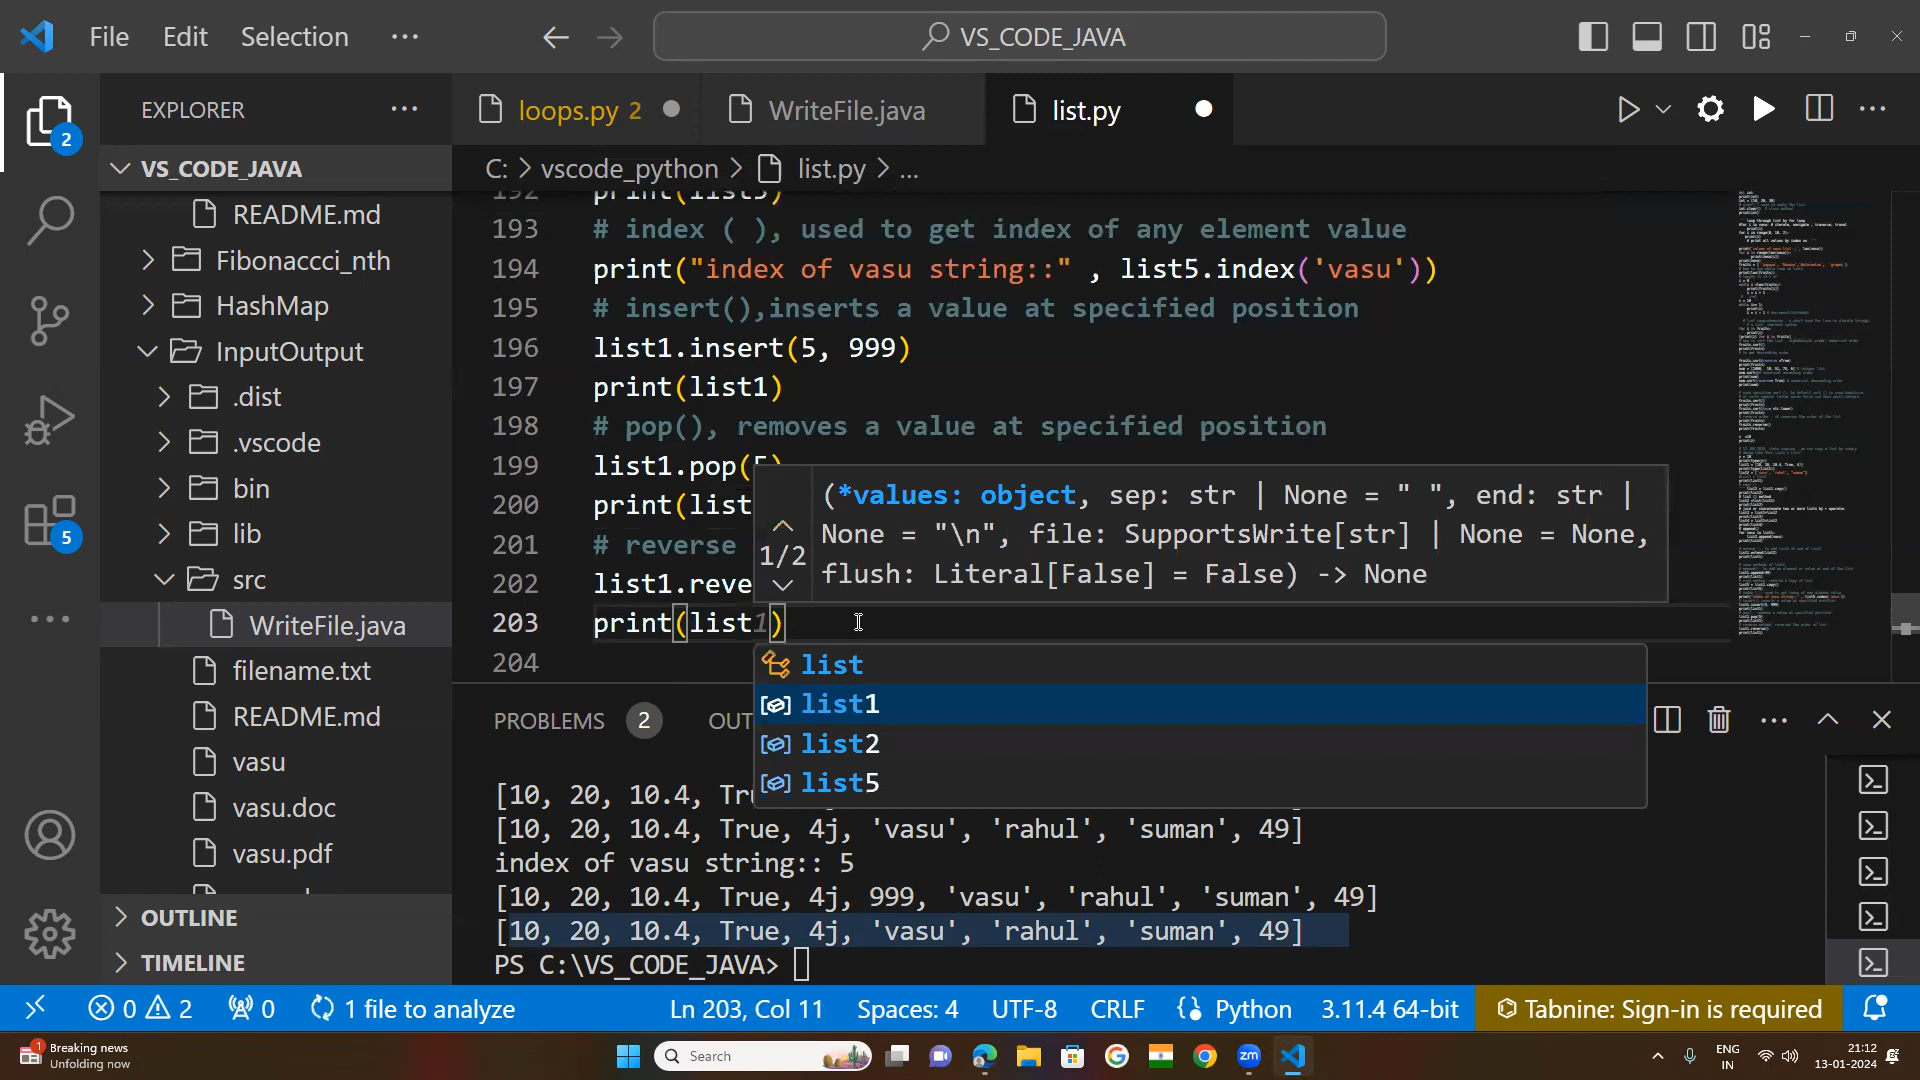 File Edit Selection ...
VS_CODE_JAVA
EXPLORER ...
loops.py 2
WriteFile.java
list.py
VS_CODE_JAVA
C: > vscode_python > list.py > ...
README.md
Fibonaccci_nth
HashMap
InputOutput
.dist
.vscode
bin
lib
src
WriteFile.java
filename.txt
README.md
vasu
vasu.doc
vasu.pdf
OUTLINE
TIMELINE
2
5
192 print(list5)
193 # index ( ), used to get index of any element value
194 print("index of vasu string::" , list5.index('vasu'))
195 # insert(),inserts a value at specified position
196 list1.insert(5, 999)
197 print(list1)
198 # pop(), removes a value at specified position
199 list1.pop(5)
200 print(list
201 # reverse
202 list1.reve
203 print(list1)
204
(*values: object, sep: str | None = " ", end: str |
1/2 None = "\n", file: SupportsWrite[str] | None = None,
flush: Literal[False] = False) -> None
list
list1
list2
list5
PROBLEMS 2 OUT
[10, 20, 10.4, Tru
[10, 20, 10.4, True, 4j, 'vasu', 'rahul', 'suman', 49]
index of vasu string:: 5
[10, 20, 10.4, True, 4j, 999, 'vasu', 'rahul', 'suman', 49]
[10, 20, 10.4, True, 4j, 'vasu', 'rahul', 'suman', 49]
PS C:\VS_CODE_JAVA>
0 2 0 1 file to analyze Ln 203, Col 11 Spaces: 4 UTF-8 CRLF Python 3.11.4 64-bit Tabnine: Sign-in is required
1 Breaking news
Unfolding now
Search
zm
ENG
IN
21:12
13-01-2024